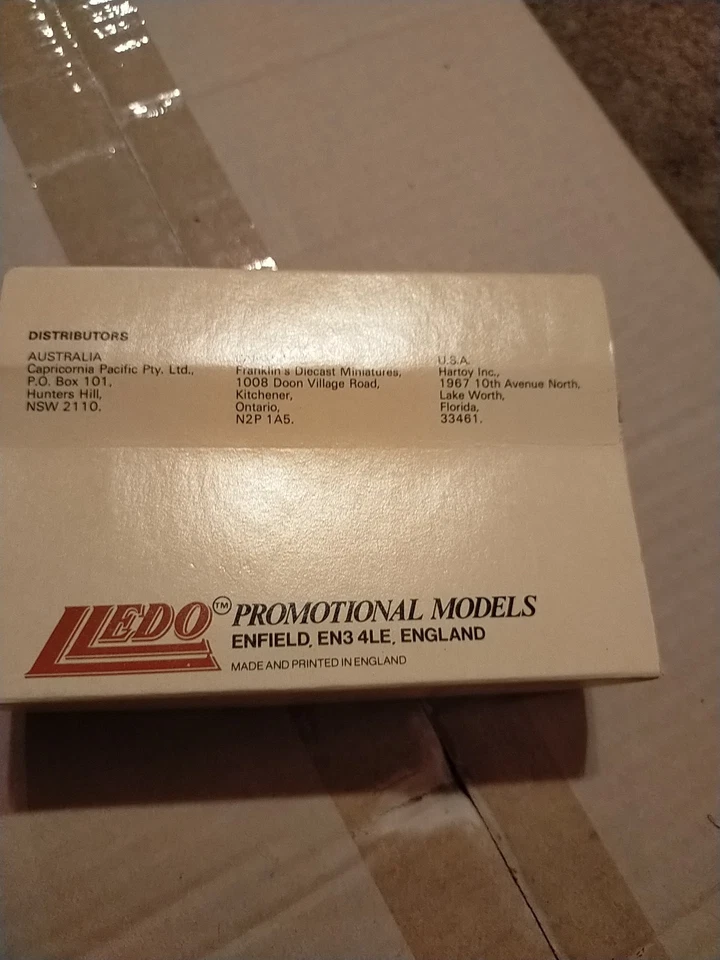 DISTRIBUTORS
AUSTRALIA
Capricornia Pacific Pty. Ltd.,
P.O. Box 101,
Hunters Hill,
NSW 2110.
Franklin's Diecast Miniatures,
1008 Doon Village Road,
Kitchener,
Ontario,
N2P 1A5.
U.S.A.
Hartoy Inc.,
1967 10th Avenue North,
Lake Worth,
Florida,
33461.
LLEDO™ PROMOTIONAL MODELS
ENFIELD, EN3 4LE, ENGLAND
MADE AND PRINTED IN ENGLAND